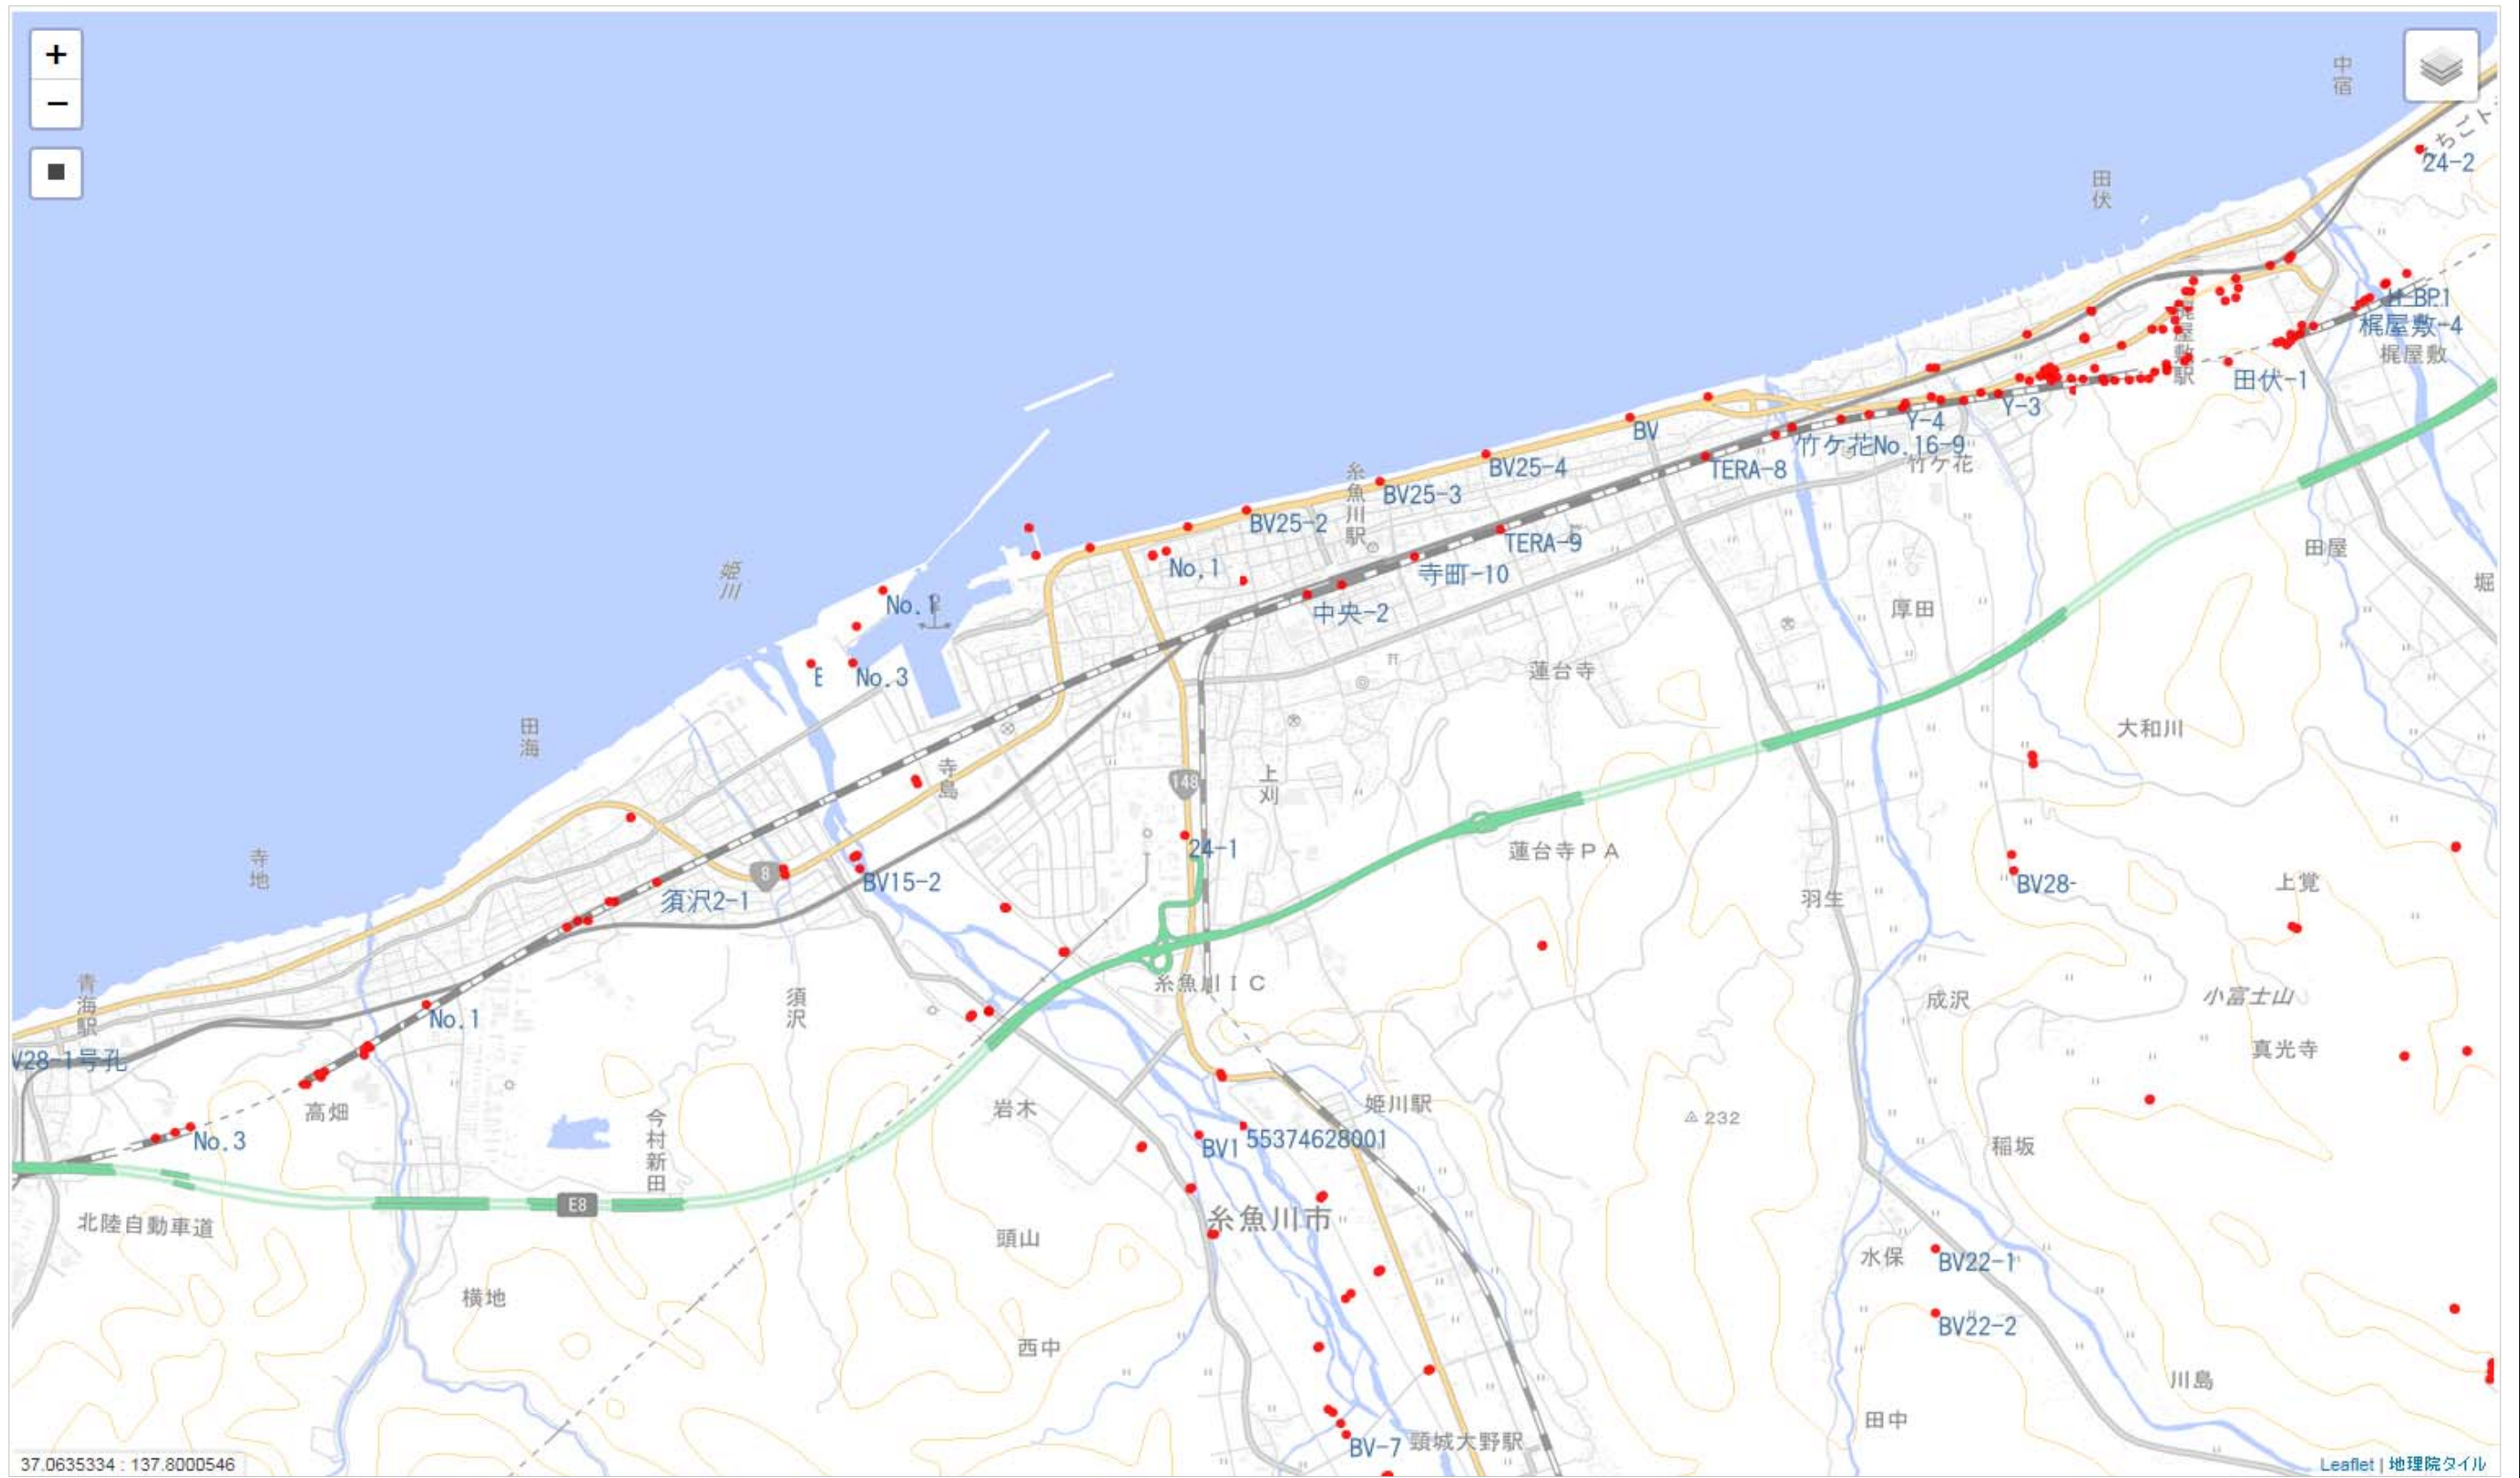 +
−
中宿
えちごト
24-2
田伏
H-BP1
梶屋敷-4
梶屋敷
梶屋敷駅
田伏-1
Y-3
Y-4
竹ケ花No.16-9
竹ケ花
BV
TERA-8
BV25-4
BV25-3
糸魚川駅
BV25-2
TERA-9
No,1
寺町-10
中央-2
姫川
No.1
No.3
田屋
堀
厚田
蓮台寺
大和川
田海
寺島
148
上刈
24-1
蓮台寺PA
寺地
8
BV15-2
須沢2-1
羽生
BV28-
上覚
青海駅
No.1
須沢
糸魚川IC
成沢
小富士山
真光寺
V28-1号孔
高畑
No.3
今村新田
岩木
姫川駅
232
BV1
55374628001
稲坂
E8
北陸自動車道
糸魚川市
頭山
水保
BV22-1
横地
西中
BV22-2
川島
田中
BV-7
頸城大野駅
37.0635334 : 137.8000546
Leaflet | 地理院タイル